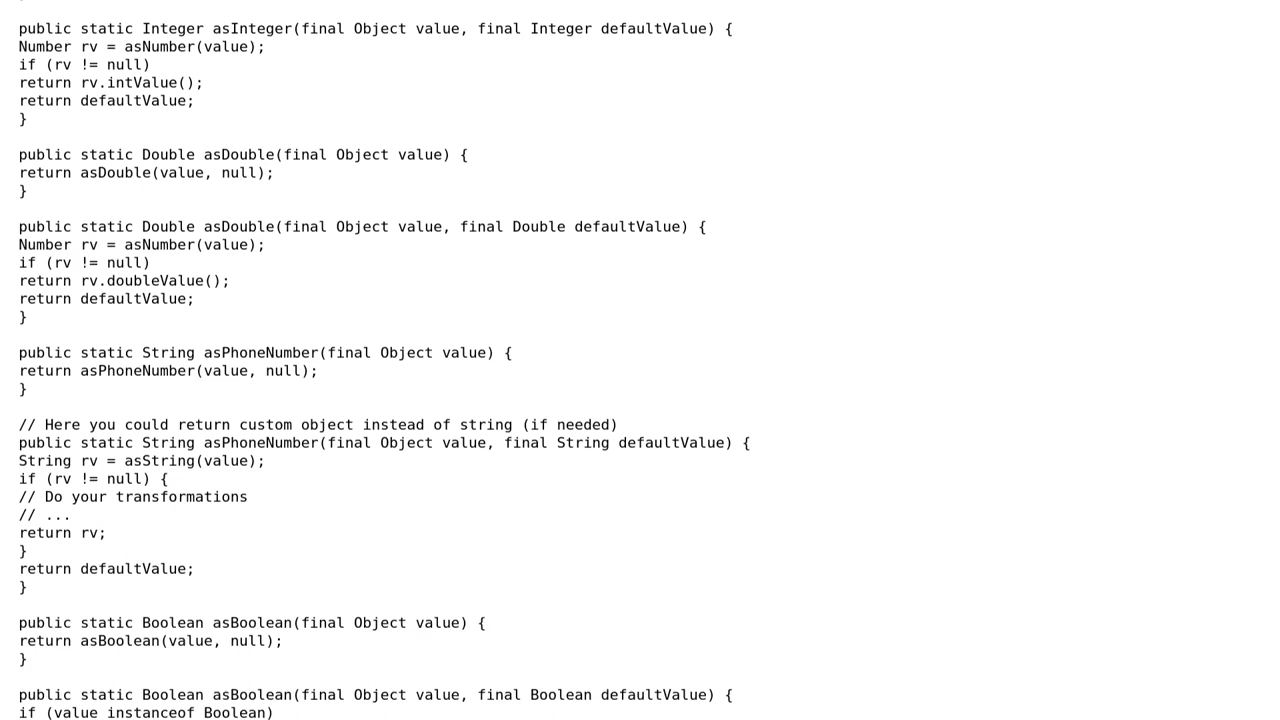 public static Integer asInteger(final Object value, final Integer defaultValue) {
Number rv = asNumber(value);
if (rv != null)
return rv.intValue();
return defaultValue;
}

public static Double asDouble(final Object value) {
return asDouble(value, null);
}

public static Double asDouble(final Object value, final Double defaultValue) {
Number rv = asNumber(value);
if (rv != null)
return rv.doubleValue();
return defaultValue;
}

public static String asPhoneNumber(final Object value) {
return asPhoneNumber(value, null);
}

// Here you could return custom object instead of string (if needed)
public static String asPhoneNumber(final Object value, final String defaultValue) {
String rv = asString(value);
if (rv != null) {
// Do your transformations
// ...
return rv;
}
return defaultValue;
}

public static Boolean asBoolean(final Object value) {
return asBoolean(value, null);
}

public static Boolean asBoolean(final Object value, final Boolean defaultValue) {
if (value instanceof Boolean)